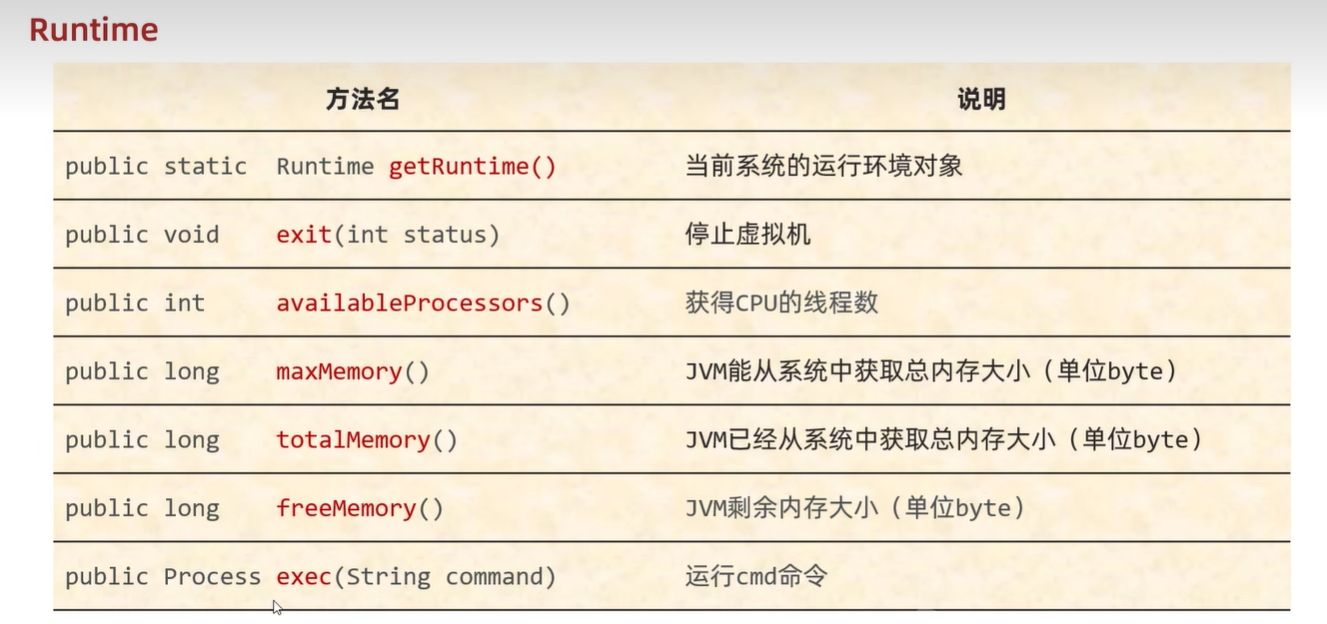 Runtime
方法名 说明
public static Runtime getRuntime() 当前系统的运行环境对象
public void exit(int status) 停止虚拟机
public int availableProcessors() 获得CPU的线程数
public long maxMemory() JVM能从系统中获取总内存大小（单位byte）
public long totalMemory() JVM已经从系统中获取总内存大小（单位byte）
public long freeMemory() JVM剩余内存大小（单位byte）
public Process exec(String command) 运行cmd命令